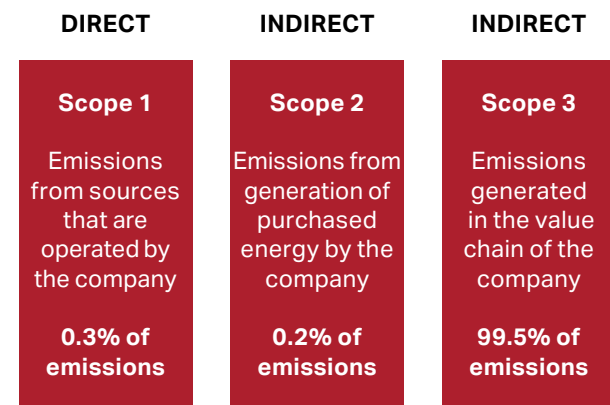 DIRECT
Scope 1
Emissions
from sources
that are
operated by
the company
0.3% of
emissions
INDIRECT
Scope 2
Emissions from
generation of
purchased
energy by the
company
0.2% of
emissions
INDIRECT
Scope 3
Emissions
generated
in the value
chain of the
company
99.5% of
emissions